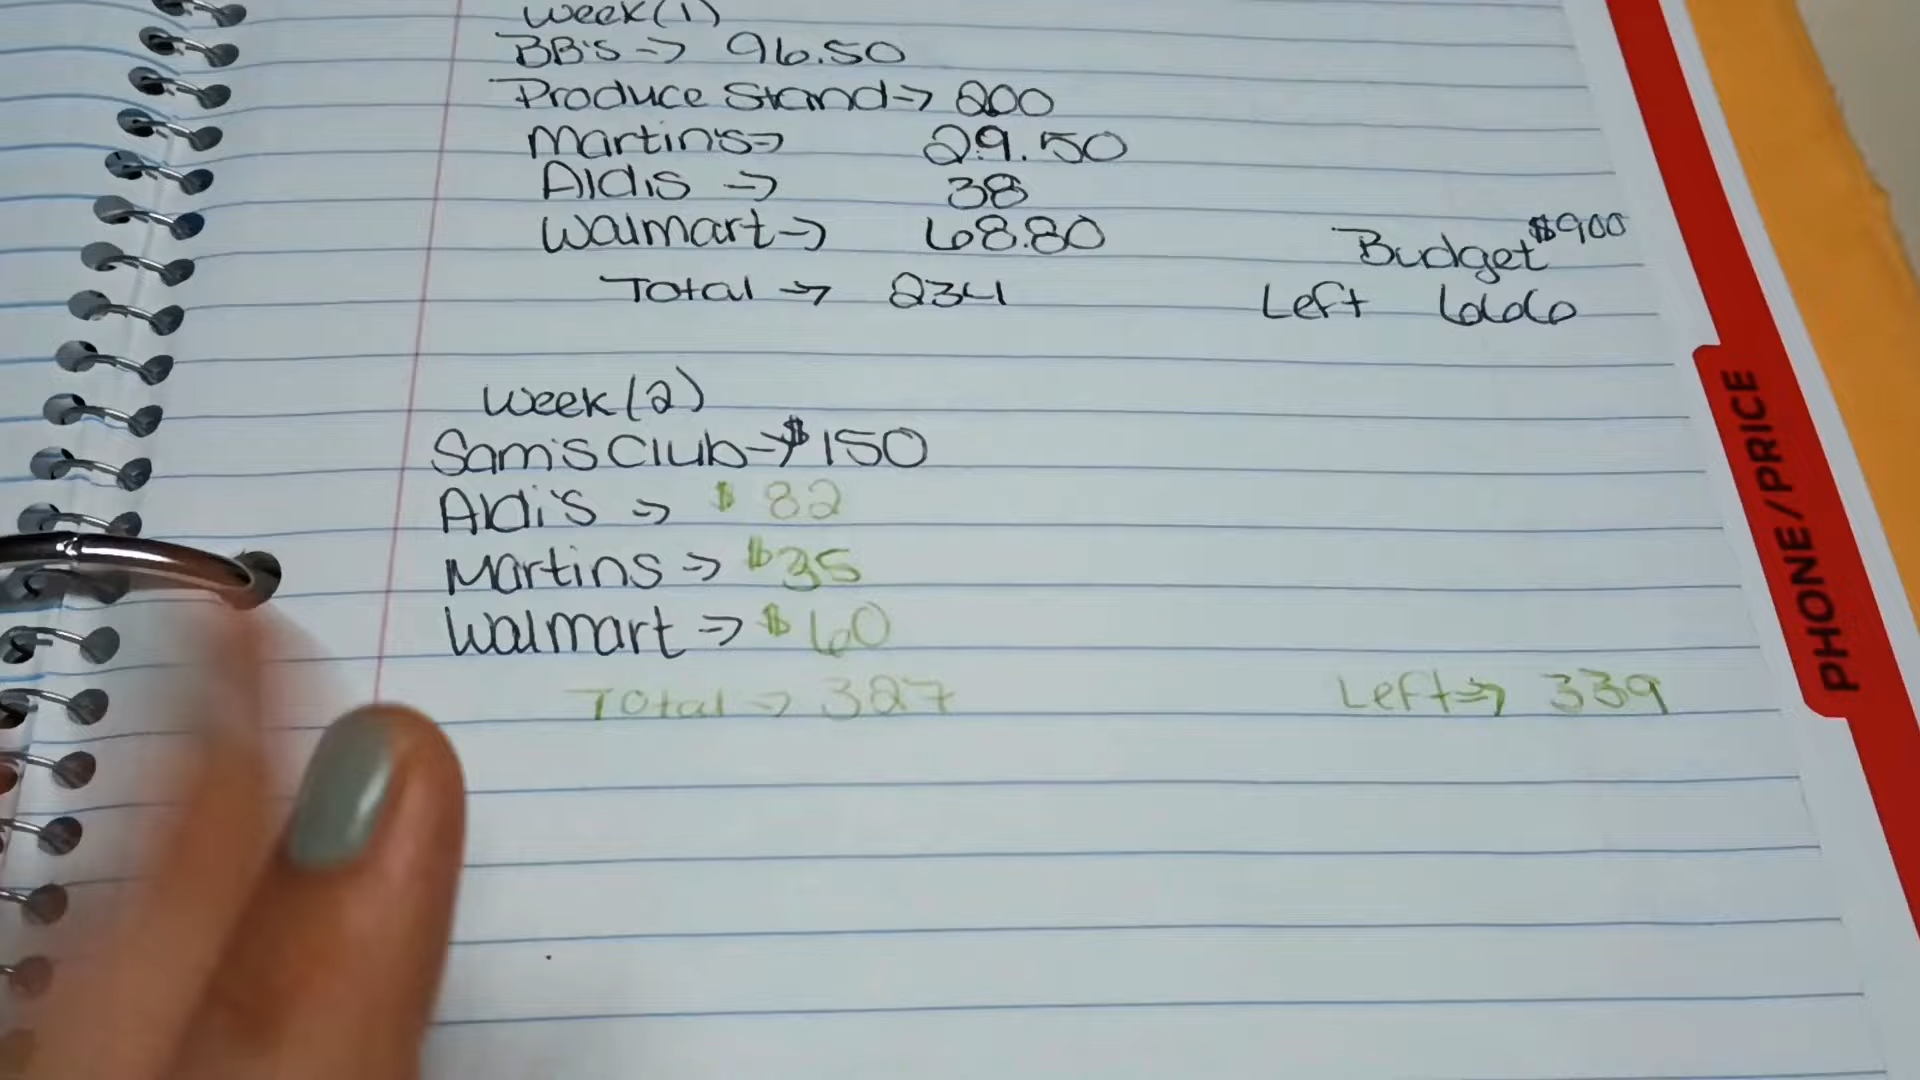 Week (1)
BB's → 96.50
Produce Stand → 200
Martin's → 29.50
Aldis → 38
Walmart → 68.80
Budget $900
Total → 234
Left 666
Week (2)
Sam's Club → $150
Aldi's → $82
Martins → $35
Walmart → $60
Total → 327
Left → 339
PHONE/PRICE